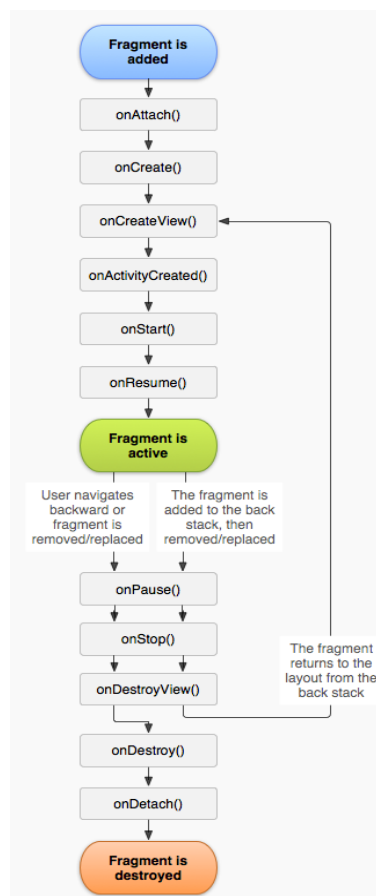 Fragment is
added
onAttach()
onCreate()
onCreateView()
onActivityCreated()
onStart()
onResume()
Fragment is
active
User navigates
backward or
fragment is
removed/replaced
The fragment is
added to the back
stack, then
removed/replaced
onPause()
onStop()
onDestroyView()
The fragment
returns to the
layout from the
back stack
onDestroy()
onDetach()
Fragment is
destroyed